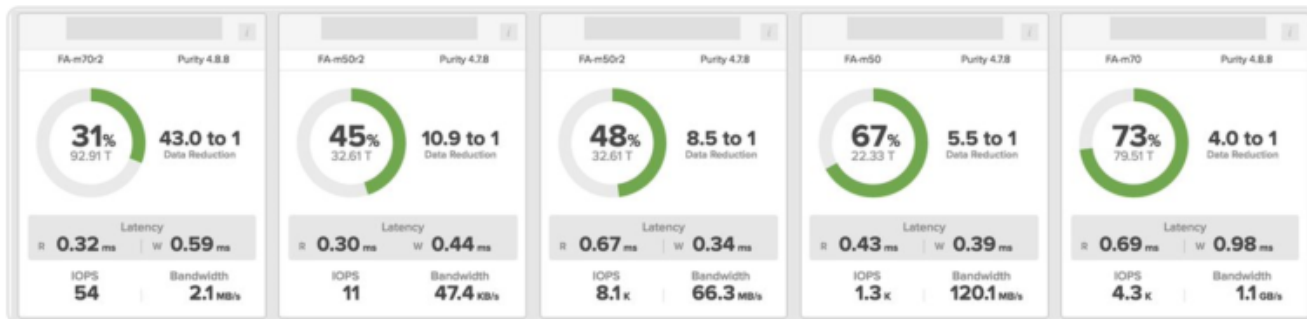 FA-m70r2 Purity 4.8.8
31%
92.91 T
43.0 to 1
Data Reduction
Latency
R 0.32 ms W 0.59 ms
IOPS Bandwidth
54 2.1 MB/s
FA-m50r2 Purity 4.7.8
45%
32.61 T
10.9 to 1
Data Reduction
Latency
R 0.30 ms W 0.44 ms
IOPS Bandwidth
11 47.4 KB/s
FA-m50r2 Purity 4.7.8
48%
32.61 T
8.5 to 1
Data Reduction
Latency
R 0.67 ms W 0.34 ms
IOPS Bandwidth
8.1 K 66.3 MB/s
FA-m50 Purity 4.7.8
67%
22.33 T
5.5 to 1
Data Reduction
Latency
R 0.43 ms W 0.39 ms
IOPS Bandwidth
1.3 K 120.1 MB/s
FA-m70 Purity 4.8.8
73%
79.51 T
4.0 to 1
Data Reduction
Latency
R 0.69 ms W 0.98 ms
IOPS Bandwidth
4.3 K 1.1 GB/s